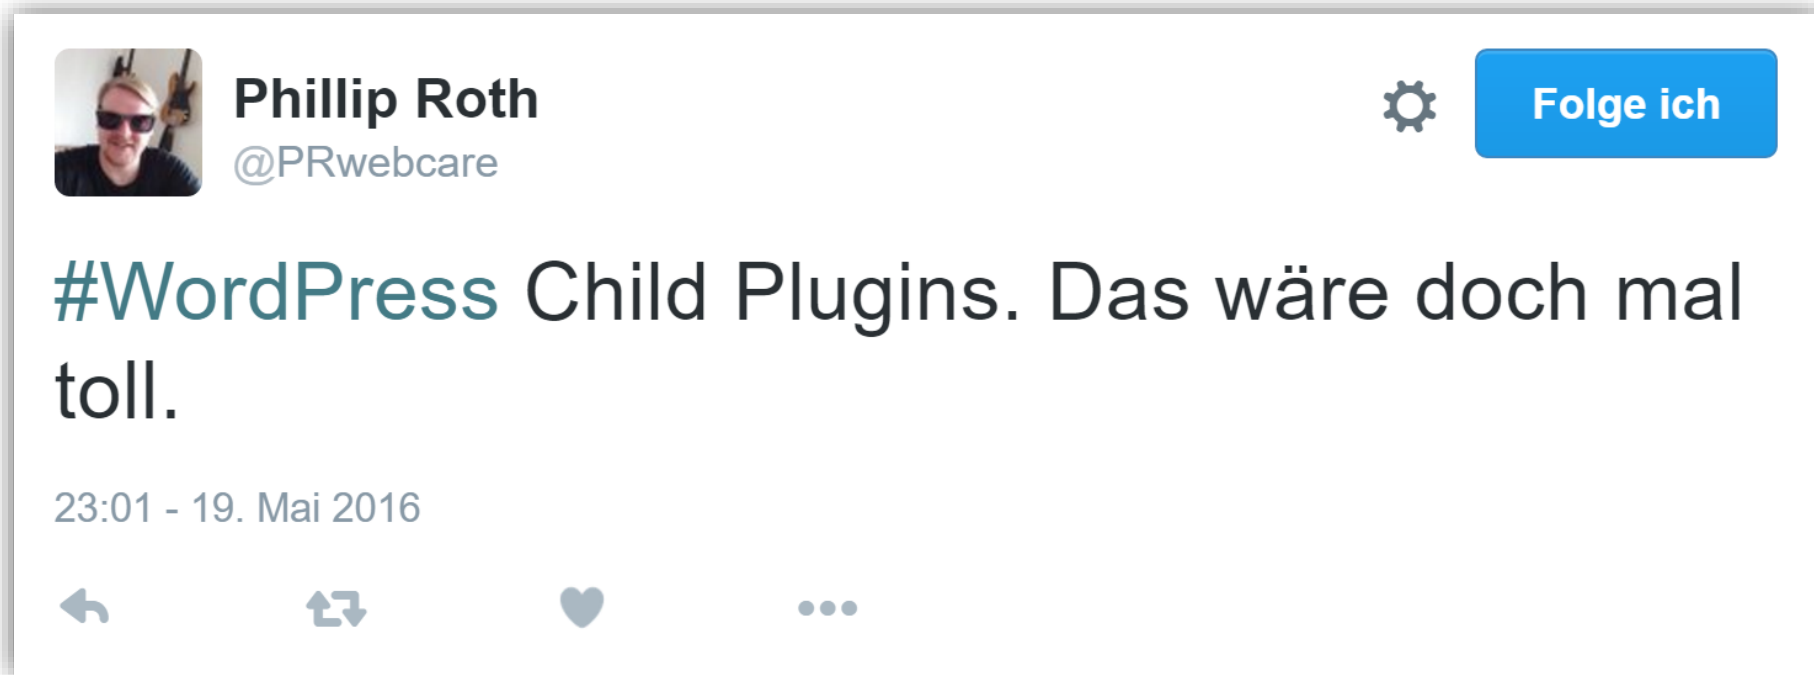 Phillip Roth
@PRwebcare
Folge ich
#WordPress Child Plugins. Das wäre doch mal
toll.
23:01 - 19. Mai 2016